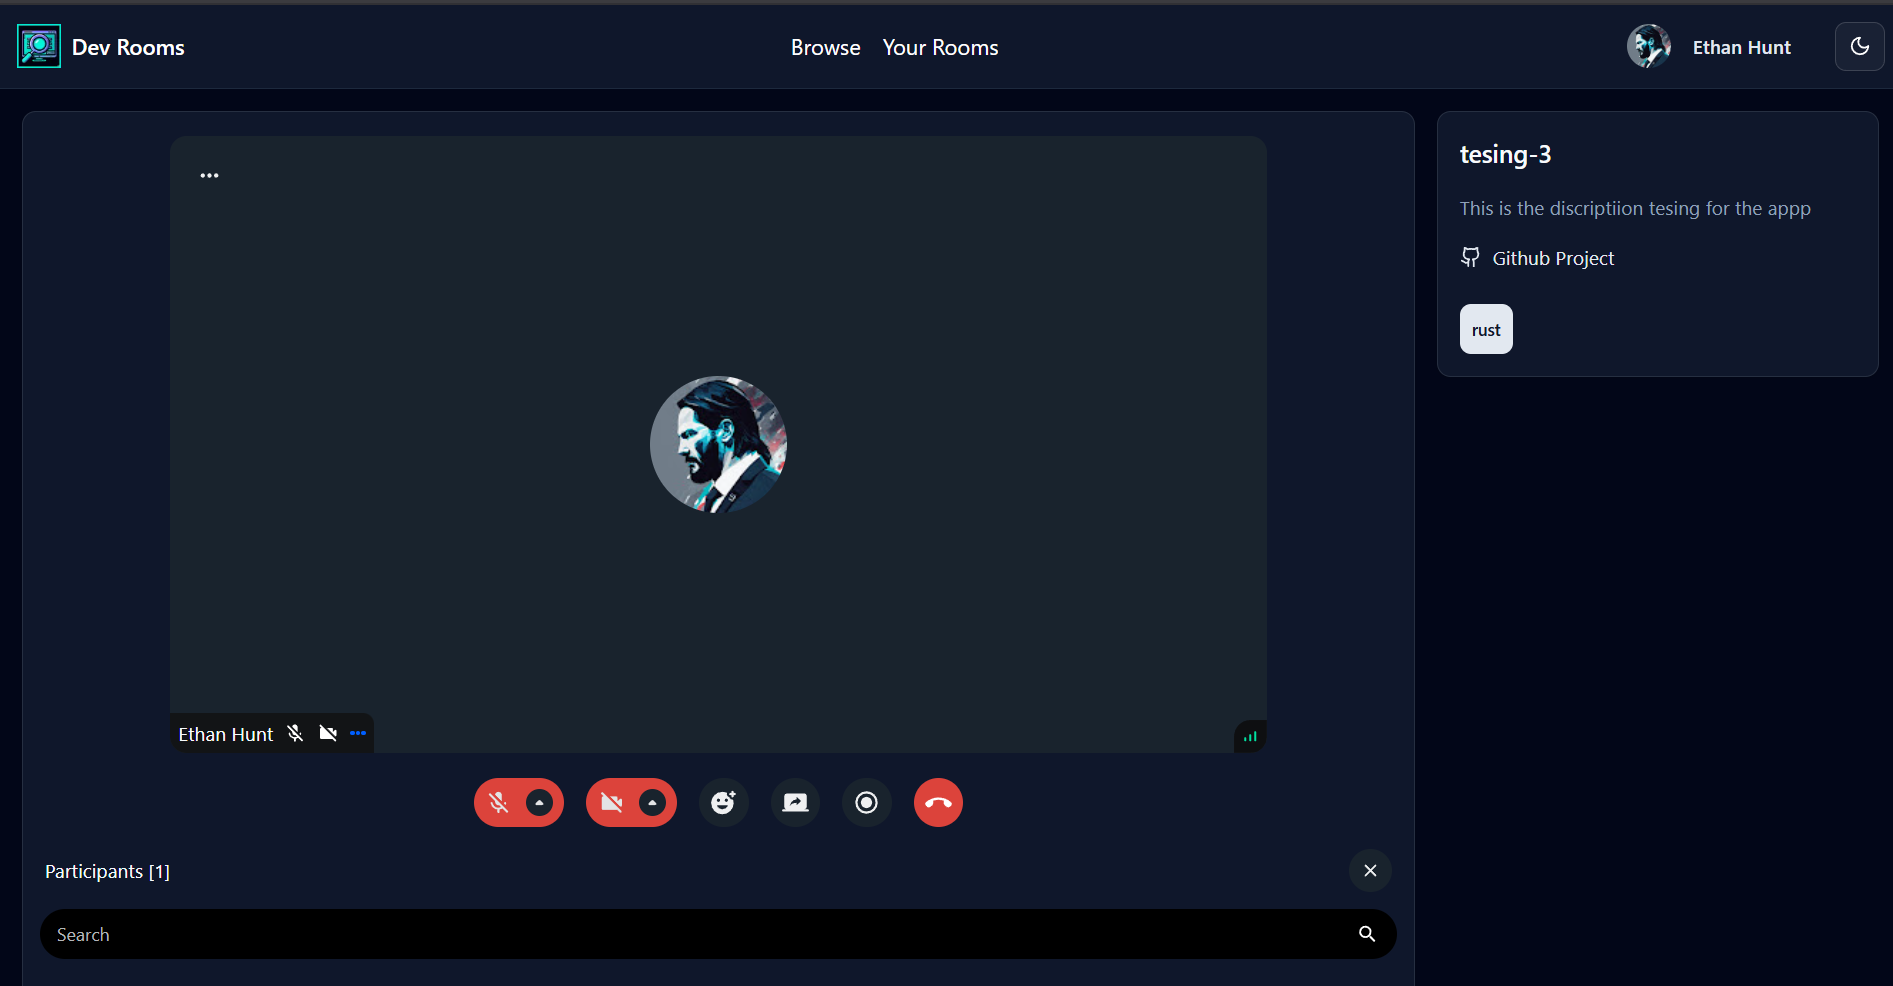 Dev Rooms
Browse Your Rooms
Ethan Hunt
tesing-3
This is the discriptiion tesing for the appp
Github Project
rust
Ethan Hunt
Participants [1]
Search